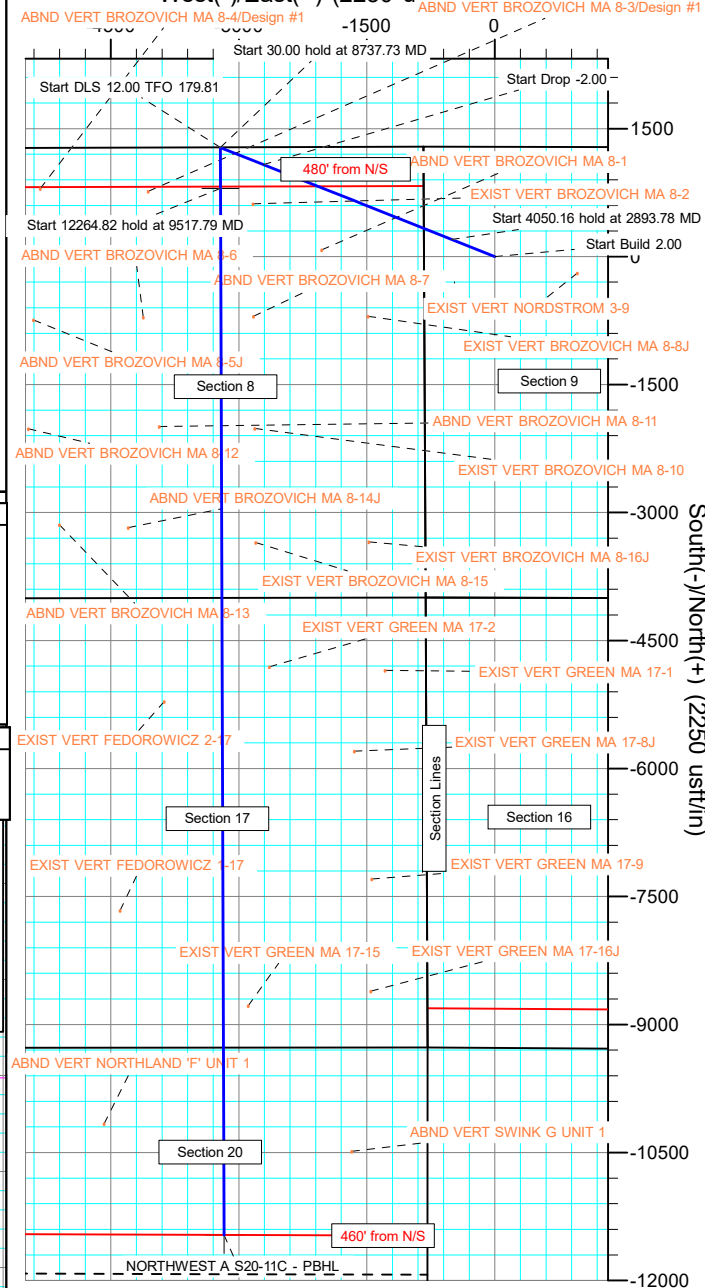 ABND VERT BROZOVICH MA 8-3/Design #1
ABND VERT BROZOVICH MA 8-4/Design #1
-1500
0
Start 30.00 hold at 8737.73 MD
Start DLS 12.00 TFO 179.81
Start Drop -2.00
1500
ABND VERT BROZOVICH MA 8-1
480' from N/S
EXIST VERT BROZOVICH MA 8-2
Start 4050.16 hold at 2893.78 MD
Start 12264.82 hold at 9517.79 MD
Start Build 2.00
0
ABND VERT BROZOVICH MA 8-6
ABND VERT BROZOVICH MA 8-7
EXIST VERT NORDSTROM 3-9
EXIST VERT BROZOVICH MA 8-8J
ABND VERT BROZOVICH MA 8-5J
Section 8
Section 9
-1500
ABND VERT BROZOVICH MA 8-11
ABND VERT BROZOVICH MA 8-12
EXIST VERT BROZOVICH MA 8-10
ABND VERT BROZOVICH MA 8-14J
-3000
South(-)/North(+) (2250 usft/in)
EXIST VERT BROZOVICH MA 8-16J
EXIST VERT BROZOVICH MA 8-15
ABND VERT BROZOVICH MA 8-13
EXIST VERT GREEN MA 17-2
-4500
EXIST VERT GREEN MA 17-1
EXIST VERT FEDOROWICZ 2-17
EXIST VERT GREEN MA 17-8J
-6000
Section Lines
Section 17
Section 16
EXIST VERT FEDOROWICZ 1-17
EXIST VERT GREEN MA 17-9
-7500
EXIST VERT GREEN MA 17-15
EXIST VERT GREEN MA 17-16J
-9000
ABND VERT NORTHLAND 'F' UNIT 1
ABND VERT SWINK G UNIT 1
Section 20
-10500
460' from N/S
NORTHWEST A S20-11C - PBHL
-12000